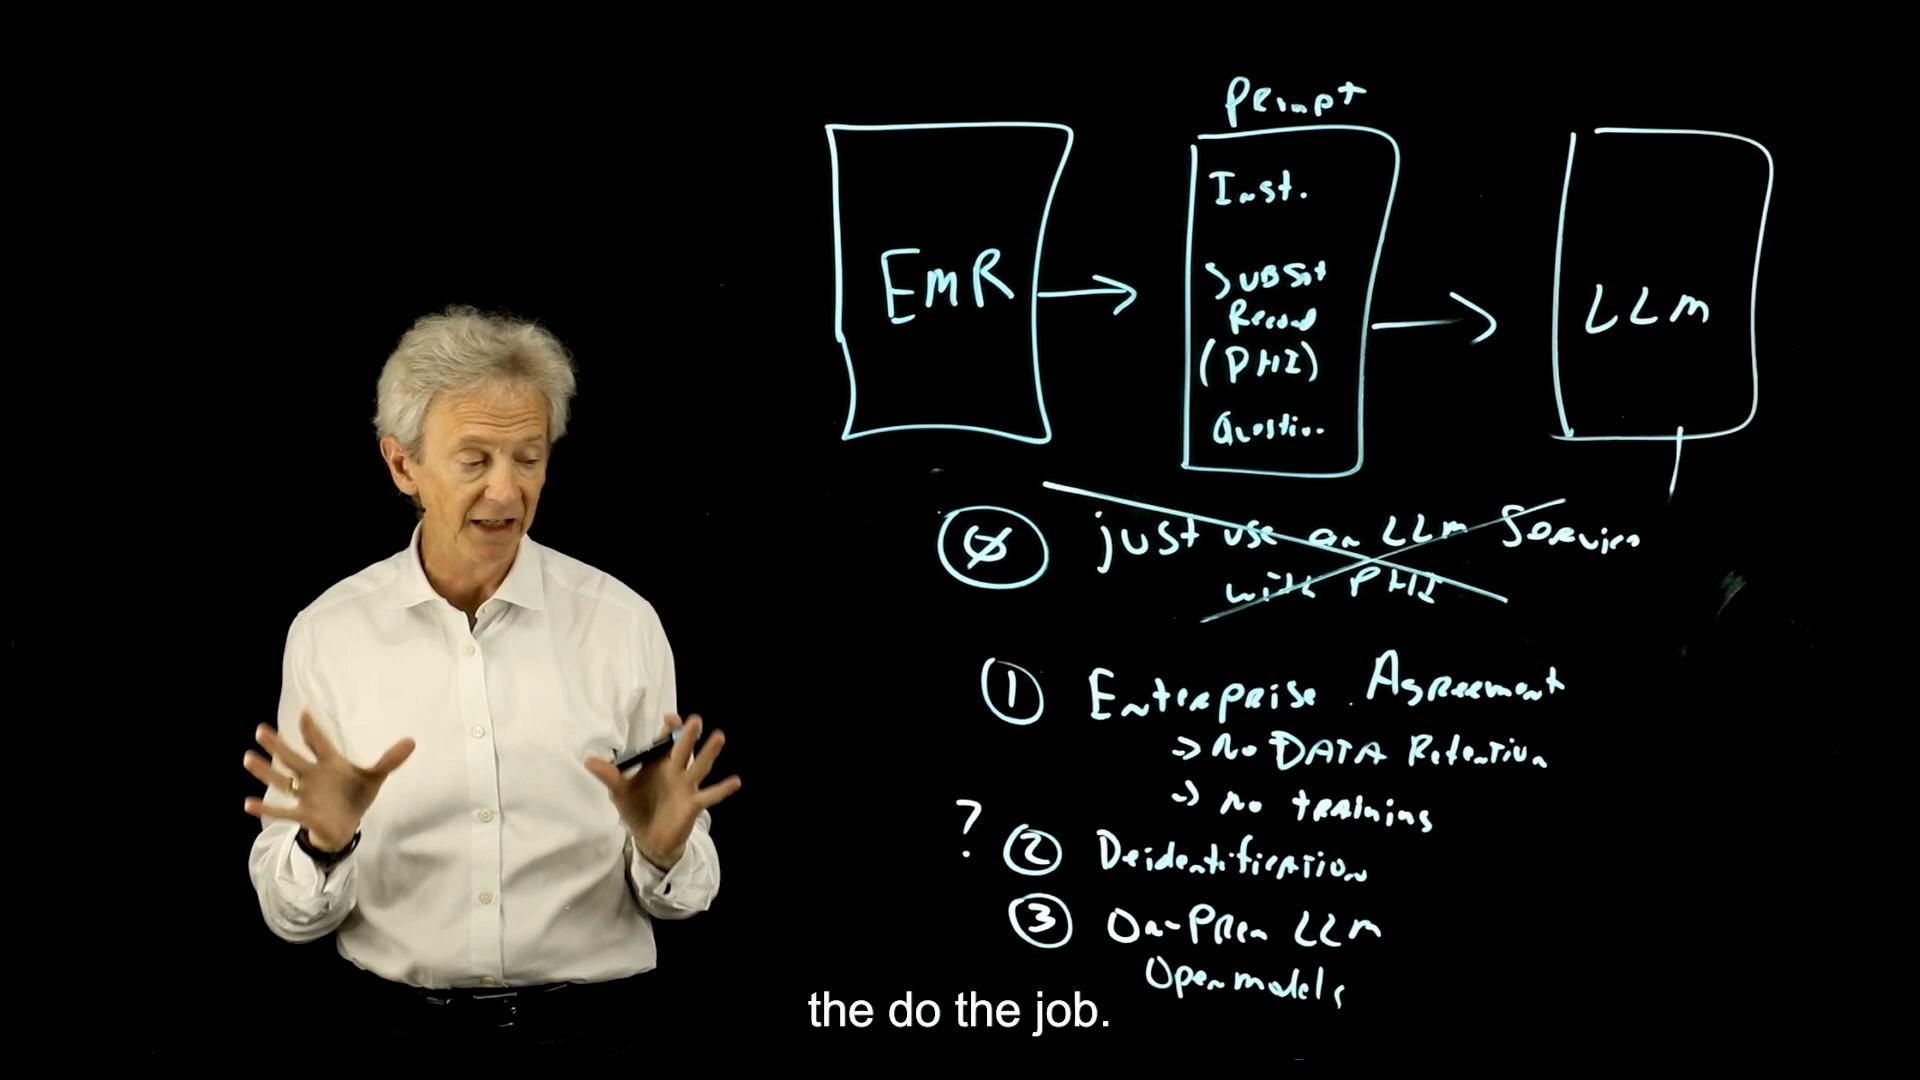 Prompt
EMR
Inst.
Subset
Record
(PHI)
Question
LLM
0 just use an LLM Service
with PHI
1 Enterprise Agreement
-> No DATA Retention
-> no training
?
2 Deidentification
3 On-Prem LLM
Open models
the do the job.